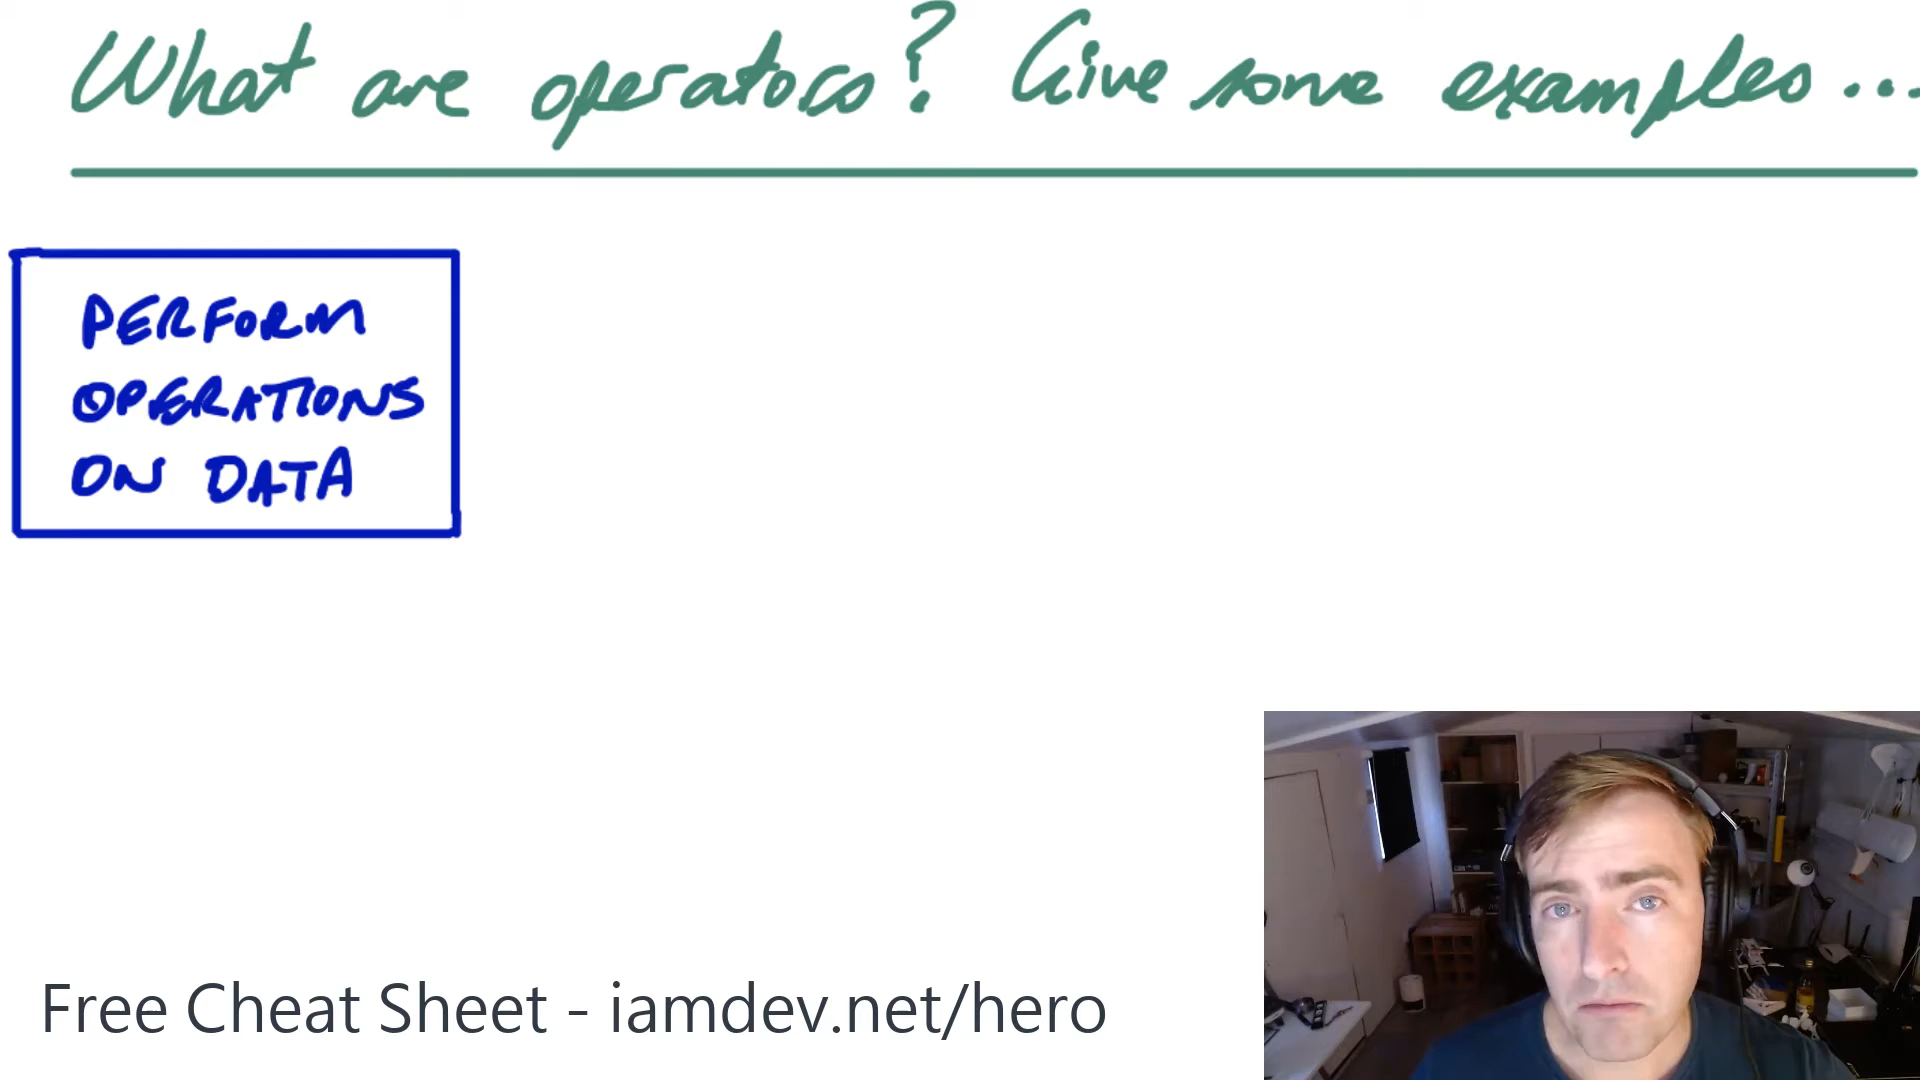 What are operators? Give some examples...
PERFORM
OPERATIONS
ON DATA
Free Cheat Sheet - iamdev.net/hero